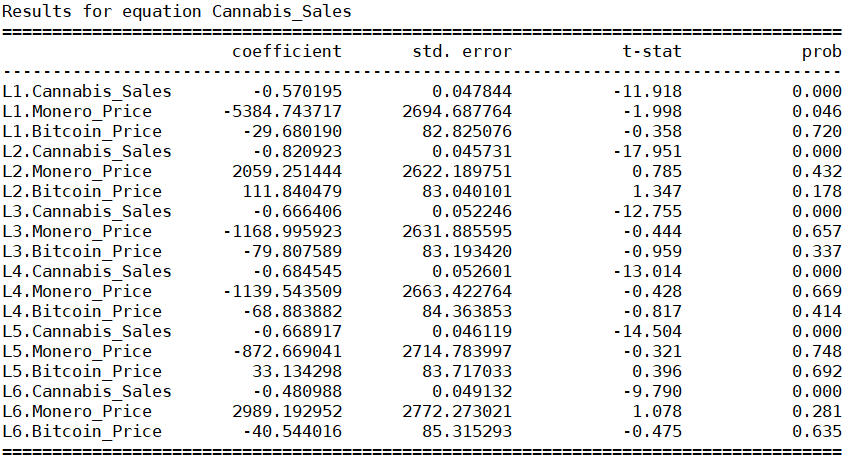 Results for equation Cannabis_Sales
====================================================================================
                       coefficient       std. error           t-stat            prob
------------------------------------------------------------------------------------
L1.Cannabis_Sales        -0.570195         0.047844          -11.918           0.000
L1.Monero_Price      -5384.743717      2694.687764           -1.998           0.046
L1.Bitcoin_Price       -29.680190        82.825076           -0.358           0.720
L2.Cannabis_Sales        -0.820923         0.045731          -17.951           0.000
L2.Monero_Price       2059.251444      2622.189751            0.785           0.432
L2.Bitcoin_Price       111.840479        83.040101            1.347           0.178
L3.Cannabis_Sales        -0.666406         0.052246          -12.755           0.000
L3.Monero_Price      -1168.995923      2631.885595           -0.444           0.657
L3.Bitcoin_Price       -79.807589        83.193420           -0.959           0.337
L4.Cannabis_Sales        -0.684545         0.052601          -13.014           0.000
L4.Monero_Price      -1139.543509      2663.422764           -0.428           0.669
L4.Bitcoin_Price       -68.883882        84.363853           -0.817           0.414
L5.Cannabis_Sales        -0.668917         0.046119          -14.504           0.000
L5.Monero_Price       -872.669041      2714.783997           -0.321           0.748
L5.Bitcoin_Price        33.134298        83.717033            0.396           0.692
L6.Cannabis_Sales        -0.480988         0.049132           -9.790           0.000
L6.Monero_Price       2989.192952      2772.273021            1.078           0.281
L6.Bitcoin_Price       -40.544016        85.315293           -0.475           0.635
====================================================================================